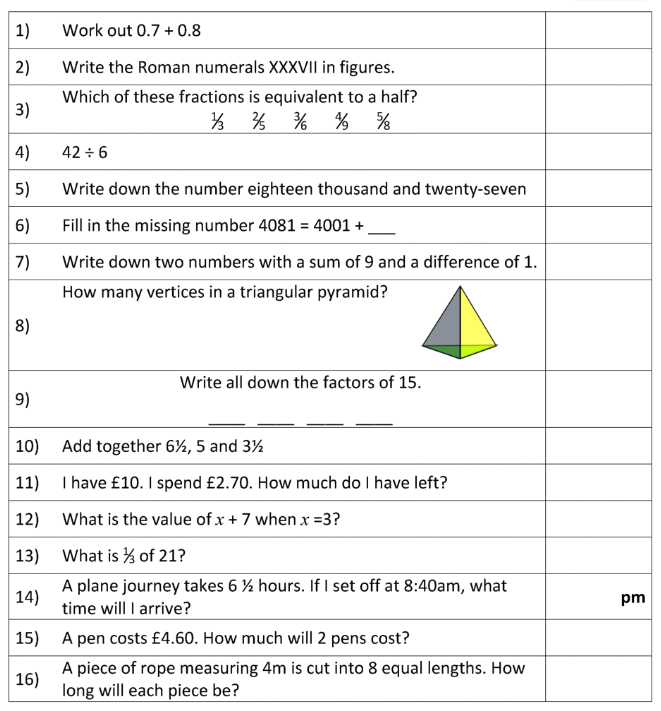 1) Work out 0.7 + 0.8
2) Write the Roman numerals XXXVII in figures.
3) Which of these fractions is equivalent to a half?
⅓ ⅖ 3⁄6 4⁄9 ⅝
4) 42 ÷ 6
5) Write down the number eighteen thousand and twenty-seven
6) Fill in the missing number 4081 = 4001 + ___
7) Write down two numbers with a sum of 9 and a difference of 1.
8) How many vertices in a triangular pyramid?
9) Write all down the factors of 15.
____ ____ ____ ____
10) Add together 6½, 5 and 3½
11) I have £10. I spend £2.70. How much do I have left?
12) What is the value of x + 7 when x =3?
13) What is ⅓ of 21?
14) A plane journey takes 6 ½ hours. If I set off at 8:40am, what
time will I arrive?
pm
15) A pen costs £4.60. How much will 2 pens cost?
16) A piece of rope measuring 4m is cut into 8 equal lengths. How
long will each piece be?